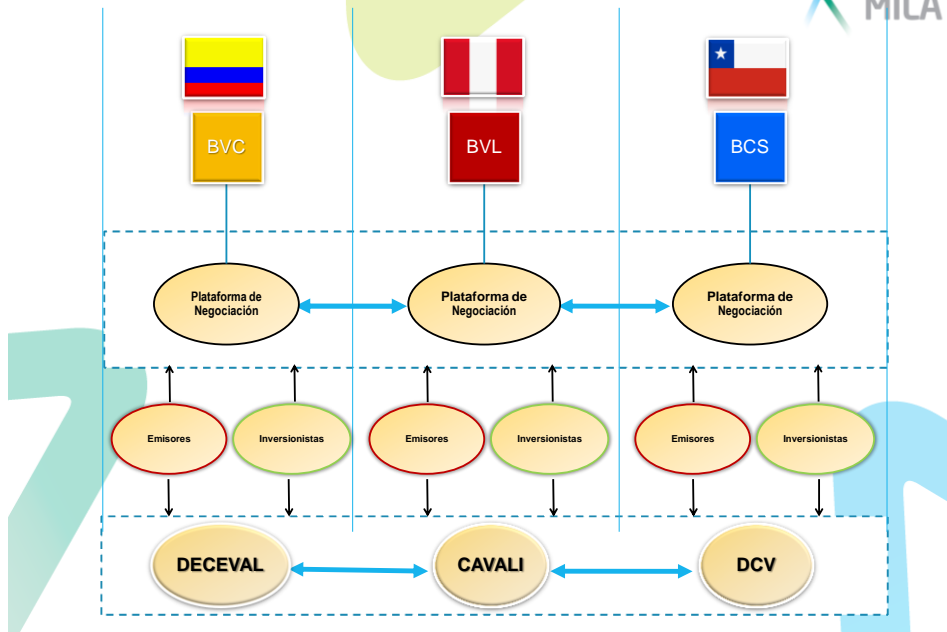 MILA
BVC
BVL
BCS
Plataforma de
Negociación
Plataforma de
Negociación
Plataforma de
Negociación
Emisores
Inversionistas
Emisores
Inversionistas
Emisores
Inversionistas
DECEVAL
CAVALI
DCV